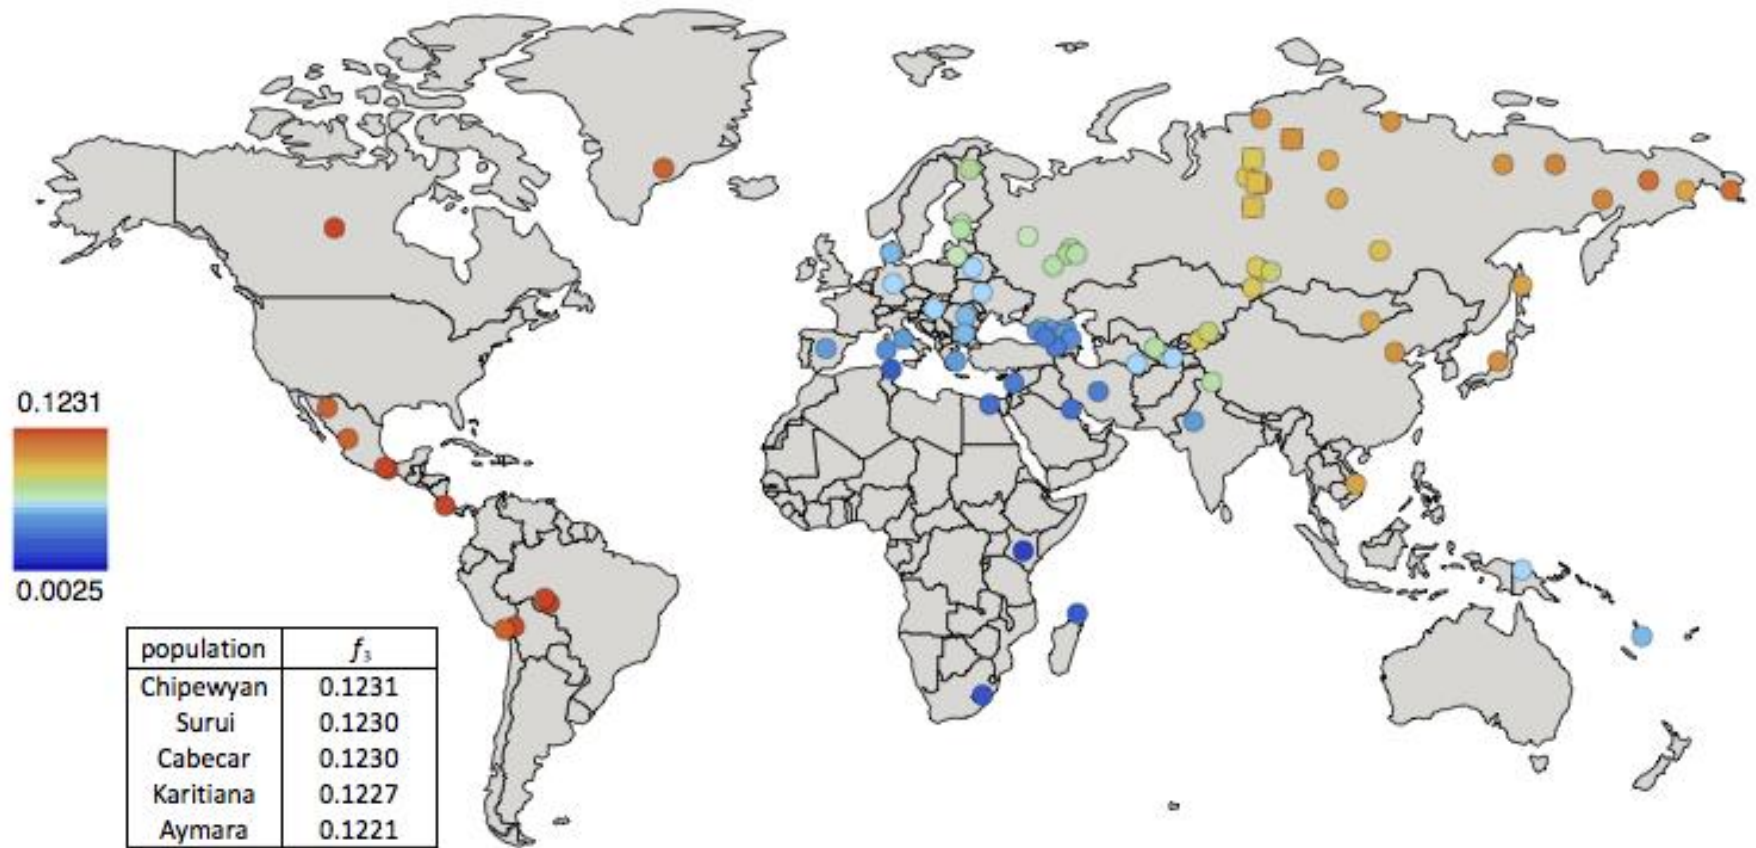 0.1231
0.0025
population f₃
Chipewyan 0.1231
Surui 0.1230
Cabecar 0.1230
Karitiana 0.1227
Aymara 0.1221